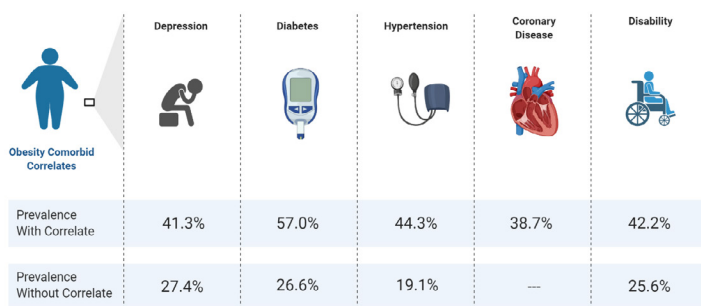 Depression Diabetes Hypertension Coronary Disease Disability
Obesity Comorbid
Correlates
Prevalence
With Correlate
41.3% 57.0% 44.3% 38.7% 42.2%
Prevalence
Without Correlate
27.4% 26.6% 19.1% --- 25.6%